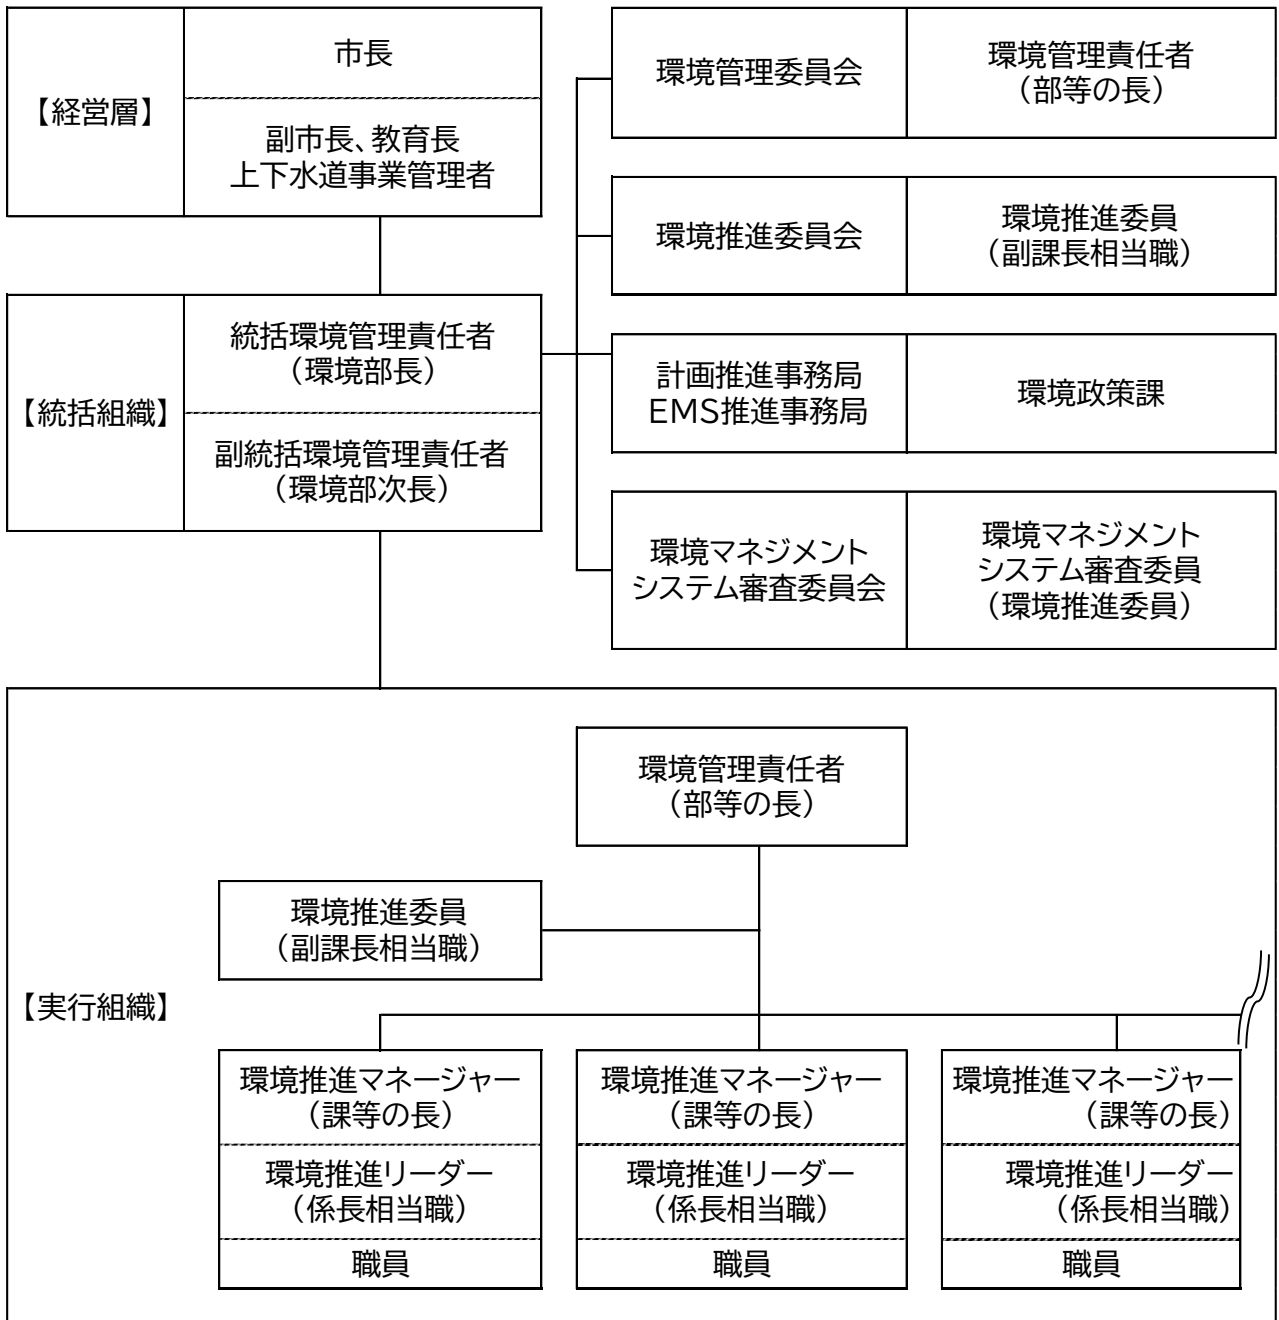 【経営層】
市長
副市長、教育長
上下水道事業管理者
環境管理委員会
環境管理責任者
（部等の長）
環境推進委員会
環境推進委員
（副課長相当職）
【統括組織】
統括環境管理責任者
（環境部長）
副統括環境管理責任者
（環境部次長）
計画推進事務局
EMS推進事務局
環境政策課
環境マネジメント
システム審査委員会
環境マネジメント
システム審査委員
（環境推進委員）
【実行組織】
環境管理責任者
（部等の長）
環境推進委員
（副課長相当職）
環境推進マネージャー
（課等の長）
環境推進リーダー
（係長相当職）
職員
環境推進マネージャー
（課等の長）
環境推進リーダー
（係長相当職）
職員
環境推進マネージャー
（課等の長）
環境推進リーダー
（係長相当職）
職員